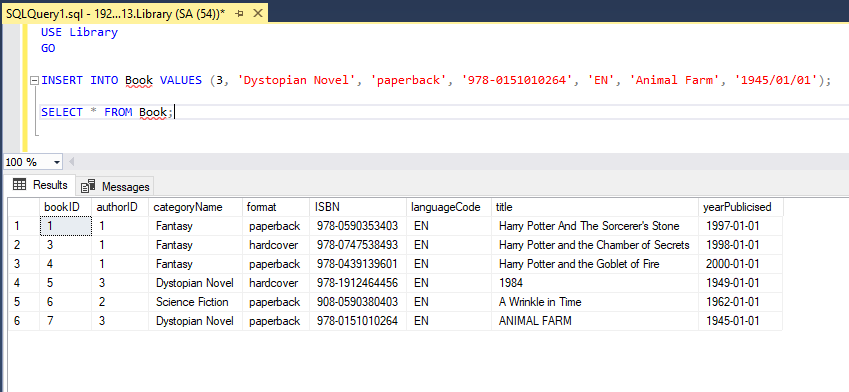 SQLQuery1.sql - 192...13.Library (SA (54))*
USE Library
GO
INSERT INTO Book VALUES (3, 'Dystopian Novel', 'paperback', '978-0151010264', 'EN', 'Animal Farm', '1945/01/01');
SELECT * FROM Book;
100 %
Results Messages
bookID authorID categoryName format ISBN languageCode title yearPublicised
1 1 1 Fantasy paperback 978-0590353403 EN Harry Potter And The Sorcerer's Stone 1997-01-01
2 3 1 Fantasy hardcover 978-0747538493 EN Harry Potter and the Chamber of Secrets 1998-01-01
3 4 1 Fantasy paperback 978-0439139601 EN Harry Potter and the Goblet of Fire 2000-01-01
4 5 3 Dystopian Novel hardcover 978-1912464456 EN 1984 1949-01-01
5 6 2 Science Fiction paperback 908-0590380403 EN A Wrinkle in Time 1962-01-01
6 7 3 Dystopian Novel paperback 978-0151010264 EN ANIMAL FARM 1945-01-01